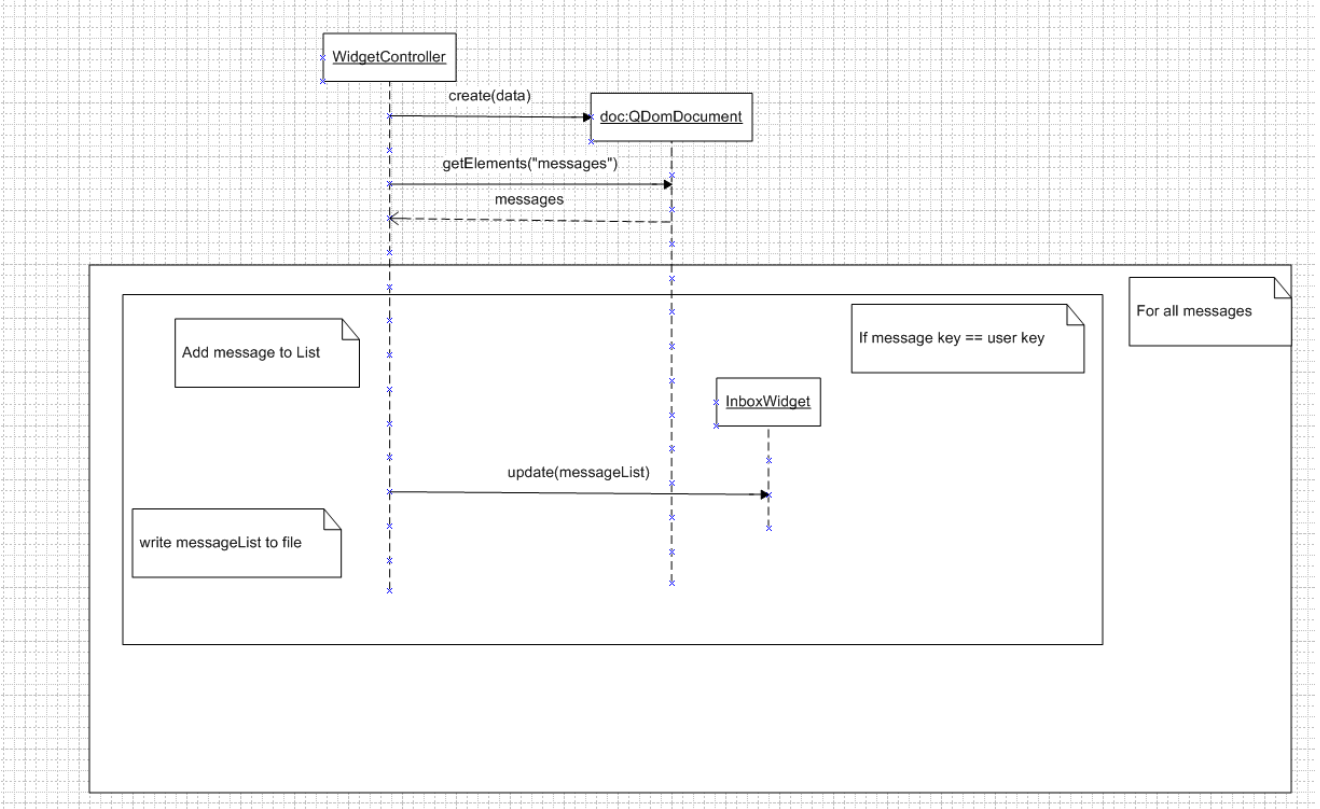 WidgetController
create(data)
doc:QDomDocument
getElements("messages")
messages
For all messages
If message key == user key
Add message to List
InboxWidget
update(messageList)
write messageList to file